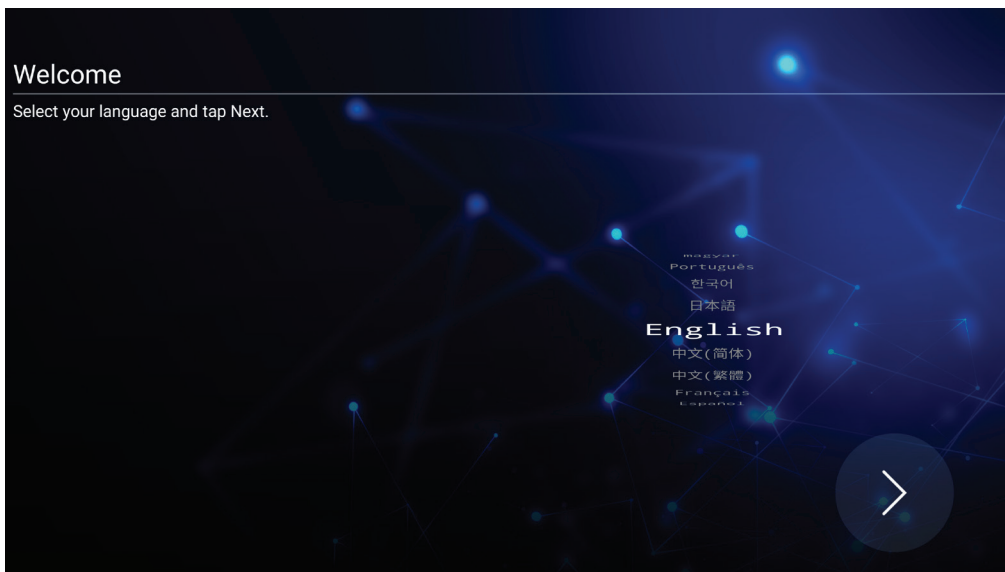 Welcome
Select your language and tap Next.
magyar
Português
한국어
日本語
English
中文(简体)
中文(繁體)
Français
Español